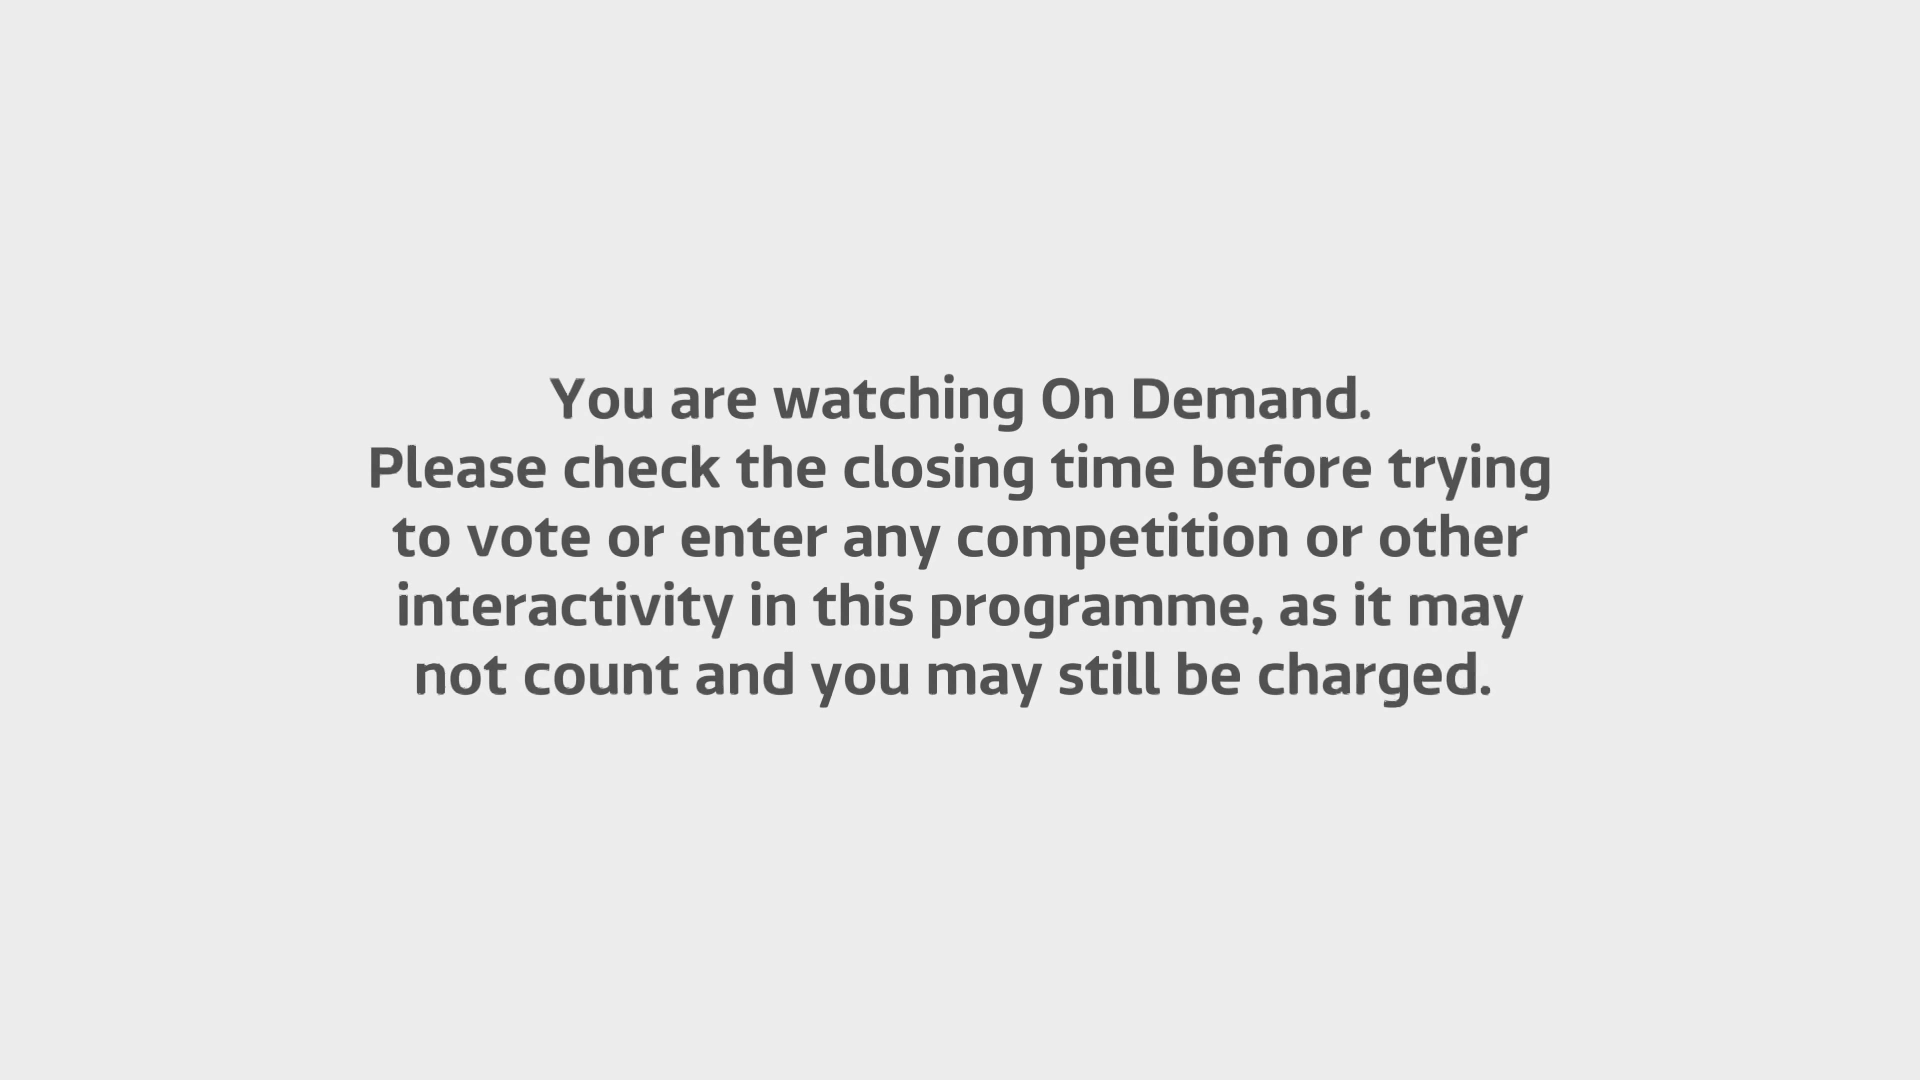 You are watching On Demand.
Please check the closing time before trying
to vote or enter any competition or other
interactivity in this programme, as it may
not count and you may still be charged.